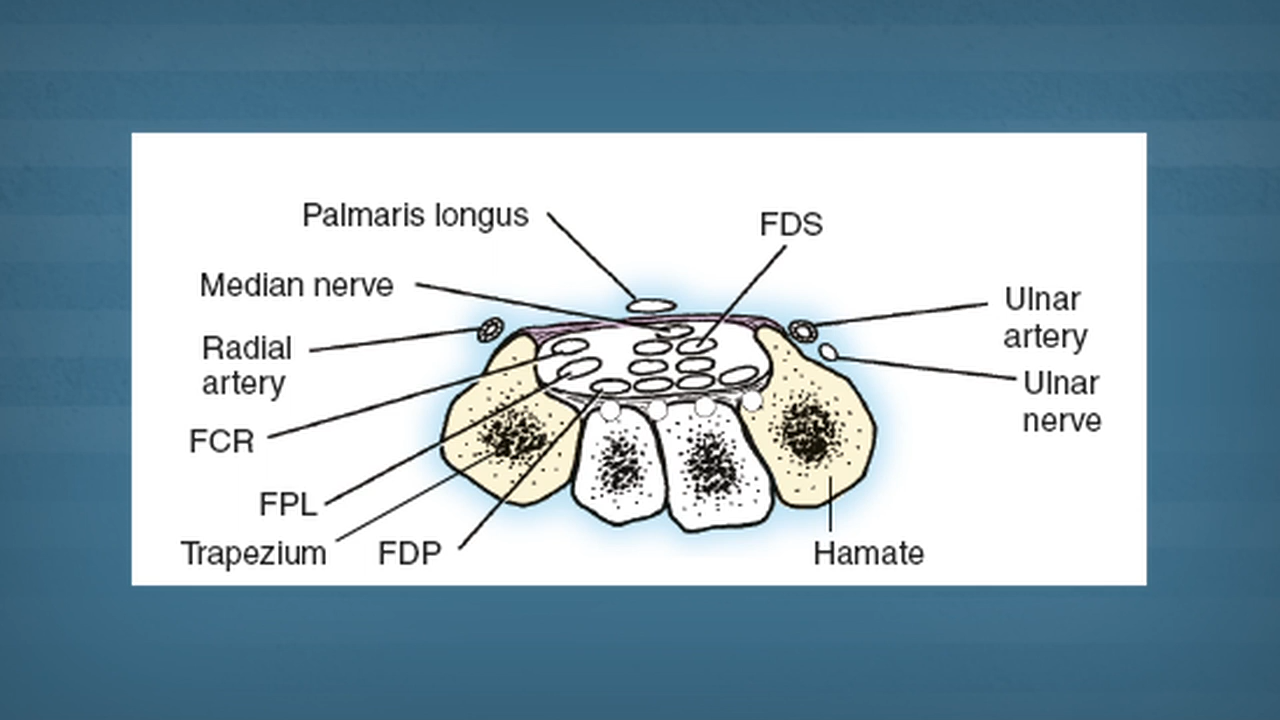 Palmaris longus
FDS
Median nerve
Ulnar
artery
Radial
artery
Ulnar
nerve
FCR
FPL
Trapezium
FDP
Hamate